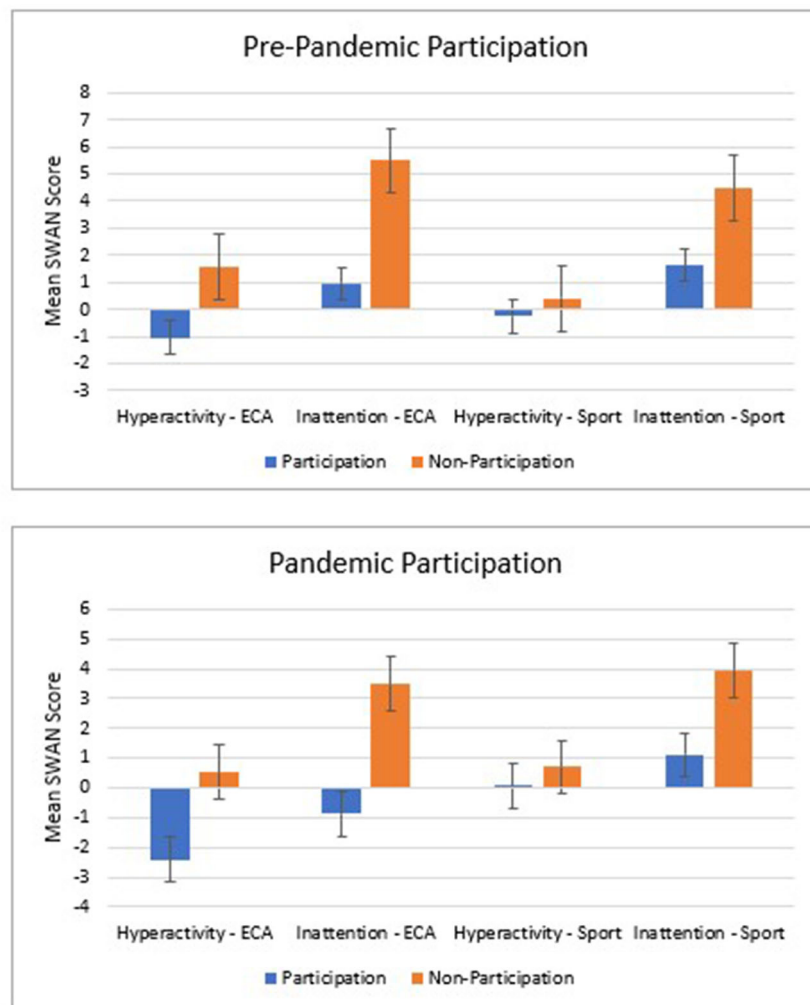 Pre-Pandemic Participation
8
7
6
5
4
3
2
1
0
-1
-2
-3
Mean SWAN Score
Hyperactivity - ECA Inattention - ECA Hyperactivity - Sport Inattention - Sport
Participation Non-Participation
Pandemic Participation
6
5
4
3
2
1
0
-1
-2
-3
-4
Mean SWAN Score
Hyperactivity - ECA Inattention - ECA Hyperactivity - Sport Inattention - Sport
Participation Non-Participation